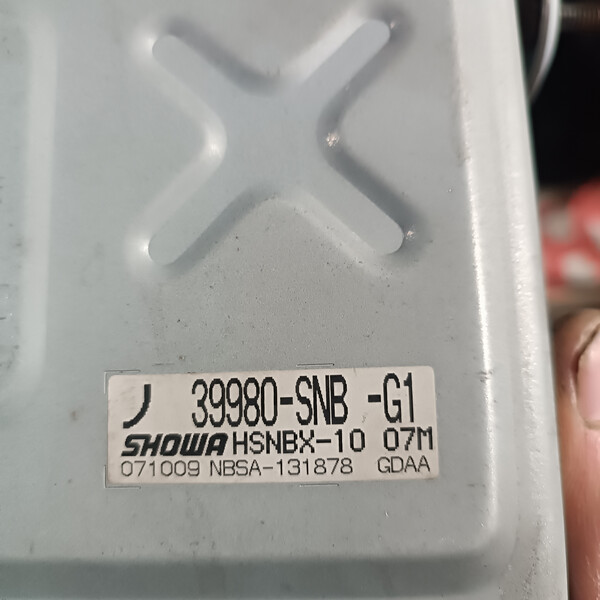 39980-SNB -G1
SHOWA HSNBX-10 07M
071009 NBSA-131878 GDAA